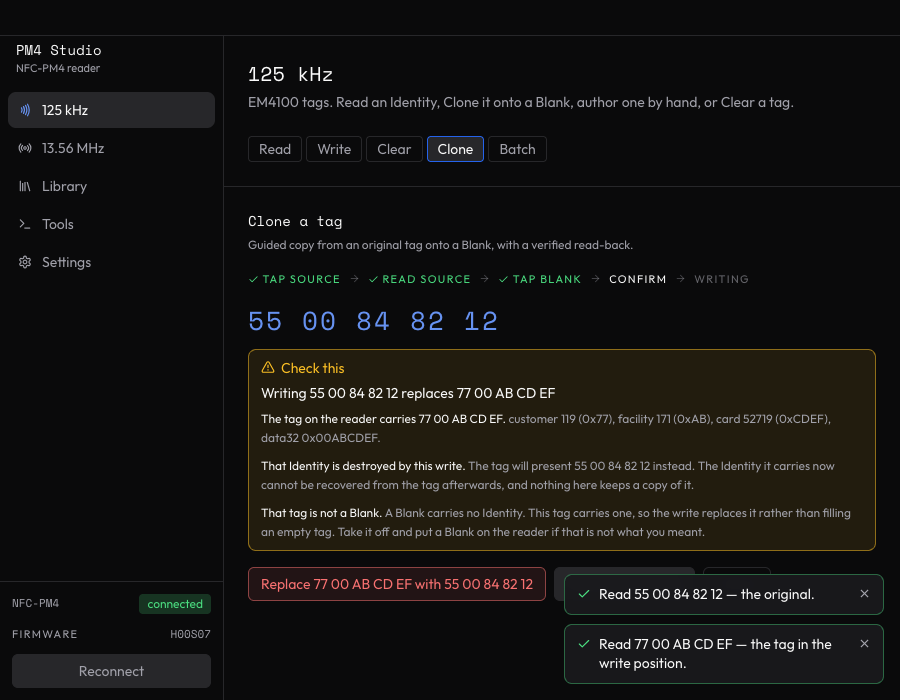 PM4 Studio
NFC-PM4 reader
125 kHz
13.56 MHz
Library
Tools
Settings
NFC-PM4
connected
FIRMWARE
H00S07
Reconnect
125 kHz
EM4100 tags. Read an Identity, Clone it onto a Blank, author one by hand, or Clear a tag.
Read
Write
Clear
Clone
Batch
Clone a tag
Guided copy from an original tag onto a Blank, with a verified read-back.
TAP SOURCE → READ SOURCE → TAP BLANK → CONFIRM → WRITING
55 00 84 82 12
Check this
Writing 55 00 84 82 12 replaces 77 00 AB CD EF
The tag on the reader carries 77 00 AB CD EF. customer 119 (0x77), facility 171 (0xAB), card 52719 (0xCDEF),
data32 0x00ABCDEF.
That Identity is destroyed by this write. The tag will present 55 00 84 82 12 instead. The Identity it carries now
cannot be recovered from the tag afterwards, and nothing here keeps a copy of it.
That tag is not a Blank. A Blank carries no Identity. This tag carries one, so the write replaces it rather than filling
an empty tag. Take it off and put a Blank on the reader if that is not what you meant.
Replace 77 00 AB CD EF with 55 00 84 82 12
Read 55 00 84 82 12 — the original.
Read 77 00 AB CD EF — the tag in the
write position.